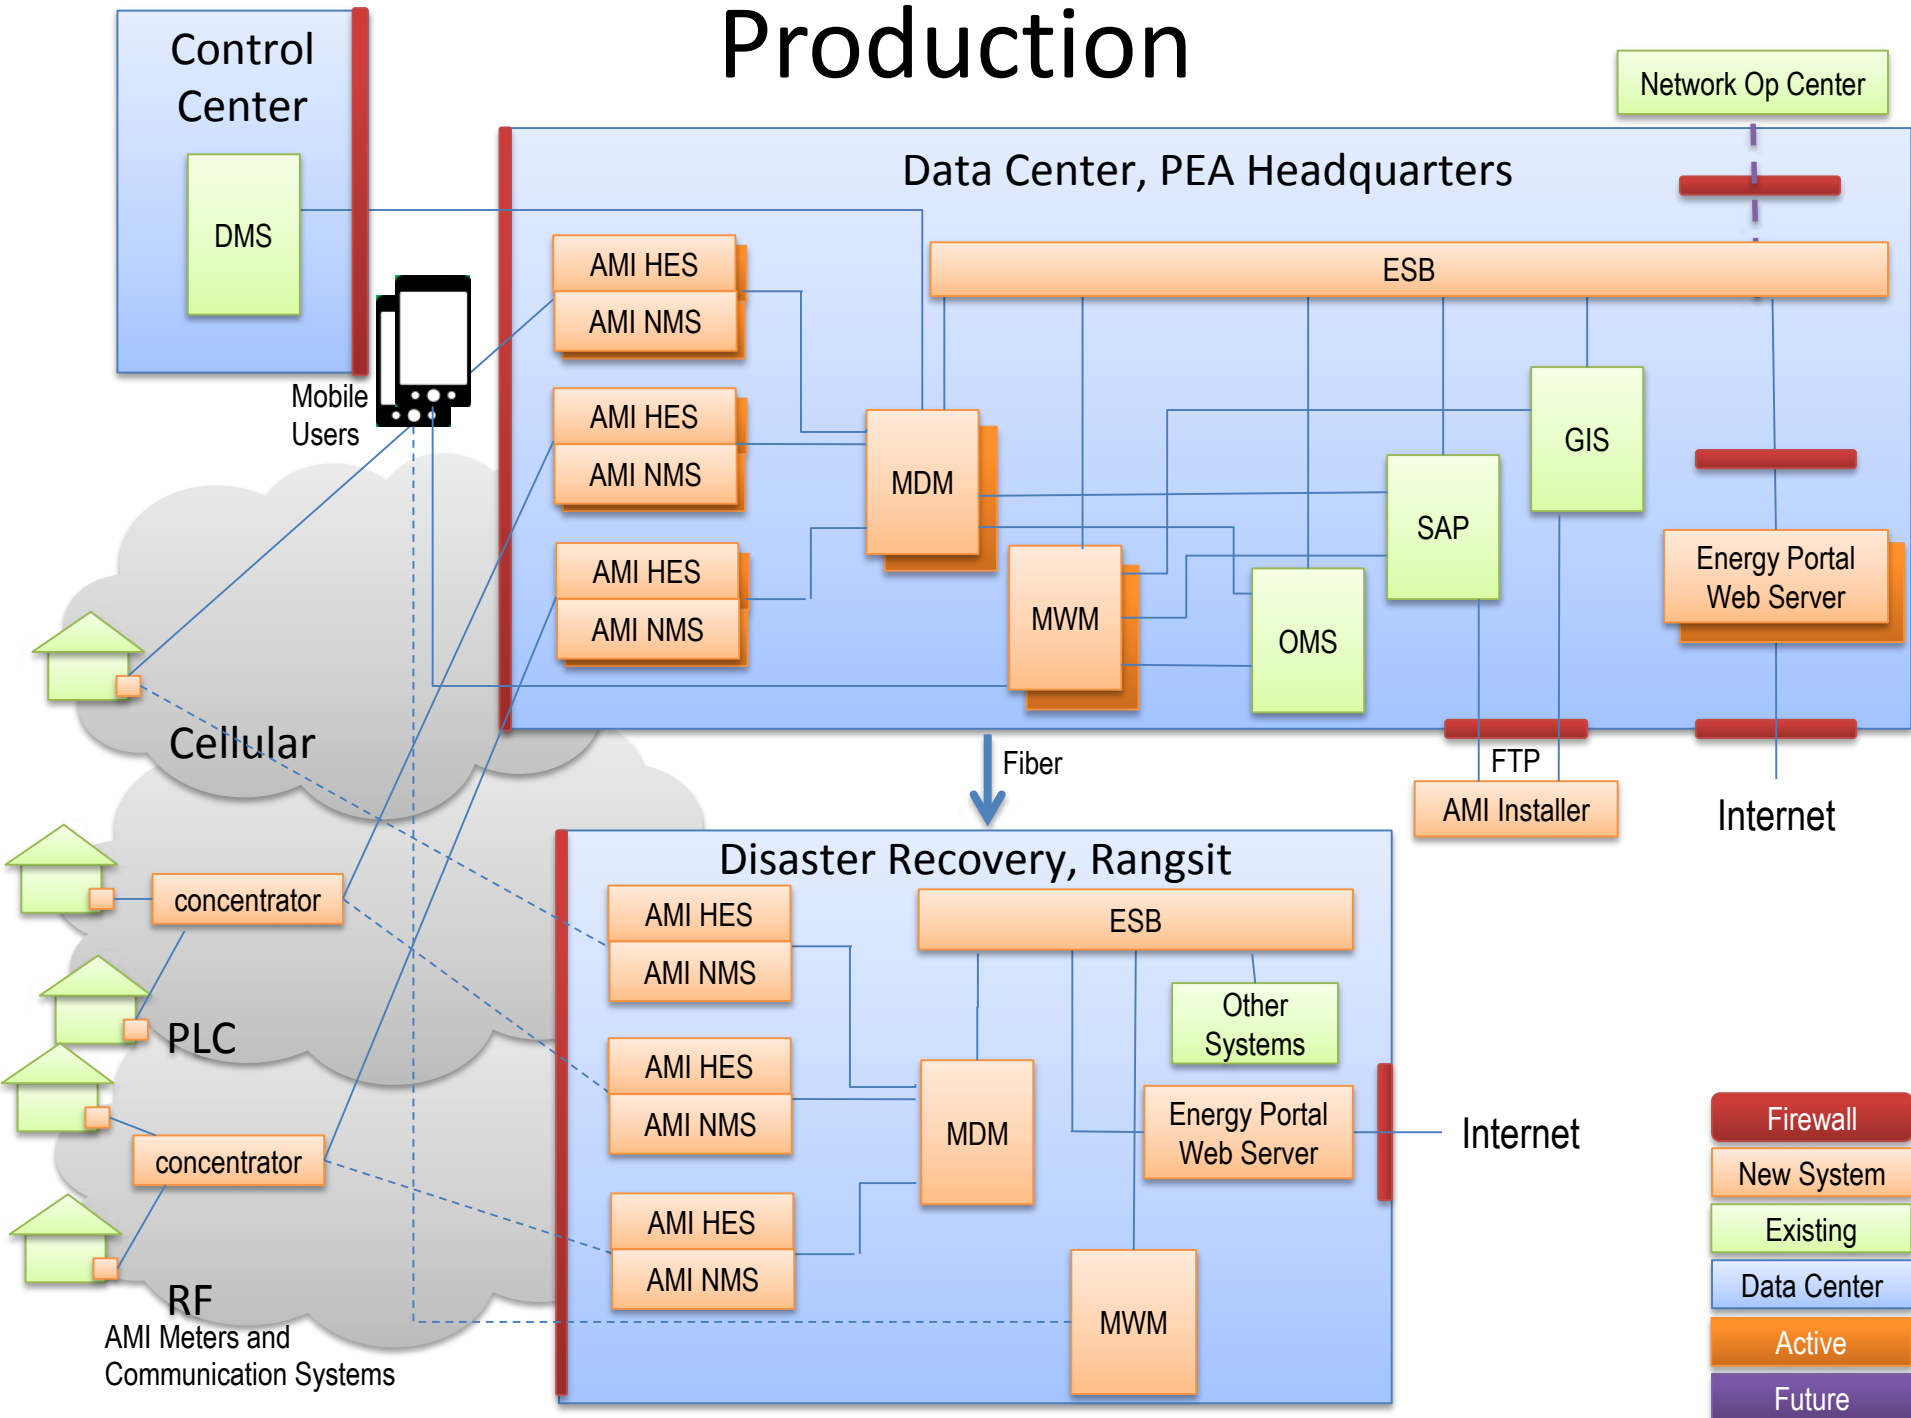 Production
Control
Center
DMS
Network Op Center
Data Center, PEA Headquarters
AMI HES
AMI NMS
ESB
Mobile
Users
AMI HES
AMI NMS
MDM
GIS
SAP
AMI HES
AMI NMS
MWM
OMS
Energy Portal
Web Server
Cellular
Fiber
FTP
AMI Installer
Internet
Disaster Recovery, Rangsit
concentrator
AMI HES
AMI NMS
ESB
Other
Systems
PLC
AMI HES
AMI NMS
MDM
Energy Portal
Web Server
Internet
concentrator
AMI HES
AMI NMS
MWM
RF
AMI Meters and
Communication Systems
Firewall
New System
Existing
Data Center
Active
Future